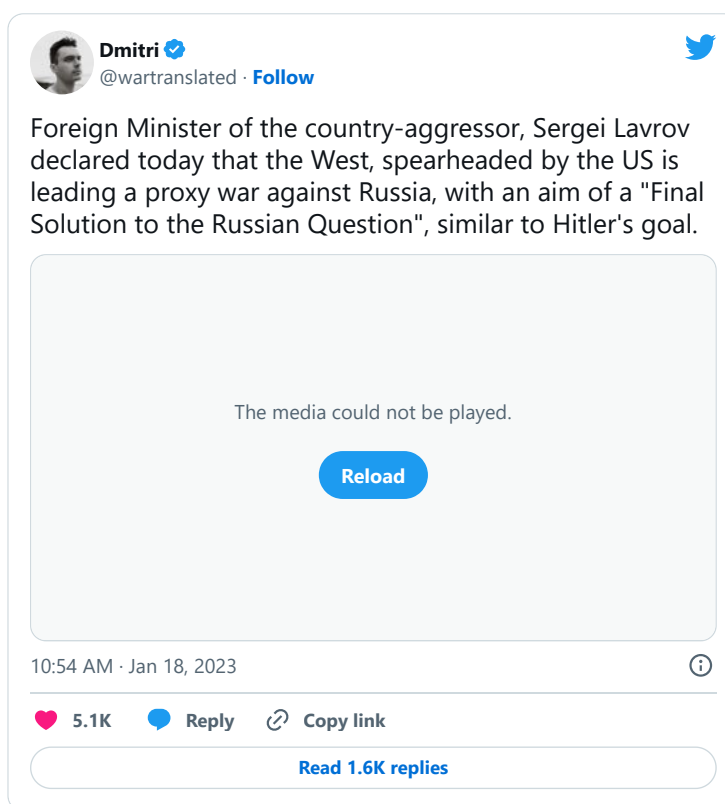 Dmitri
@wartranslated · Follow
Foreign Minister of the country-aggressor, Sergei Lavrov
declared today that the West, spearheaded by the US is
leading a proxy war against Russia, with an aim of a "Final
Solution to the Russian Question", similar to Hitler's goal.
The media could not be played.
Reload
10:54 AM · Jan 18, 2023
5.1K Reply Copy link
Read 1.6K replies